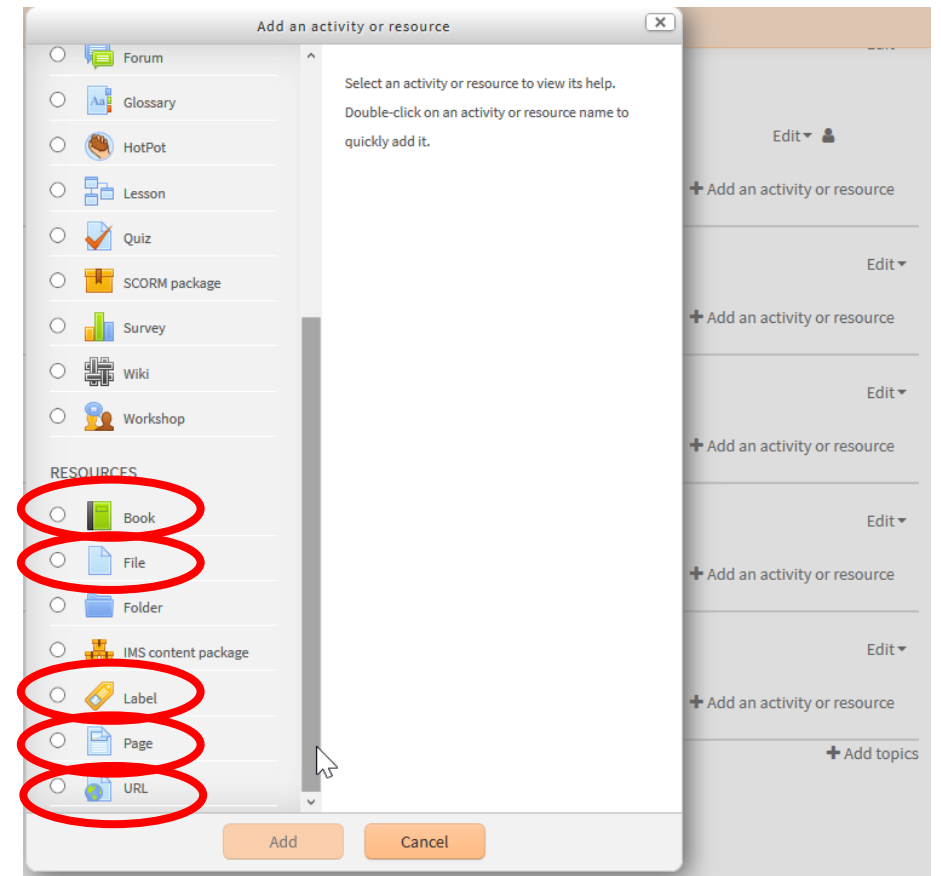 Add an activity or resource
Forum
Glossary
HotPot
Lesson
Quiz
SCORM package
Survey
Wiki
Workshop
RESOURCES
Book
File
Folder
IMS content package
Label
Page
URL
Select an activity or resource to view its help.
Double-click on an activity or resource name to
quickly add it.
Add
Cancel
Edit
+ Add an activity or resource
Edit
+ Add an activity or resource
Edit
+ Add an activity or resource
Edit
+ Add an activity or resource
Edit
+ Add an activity or resource
+ Add topics